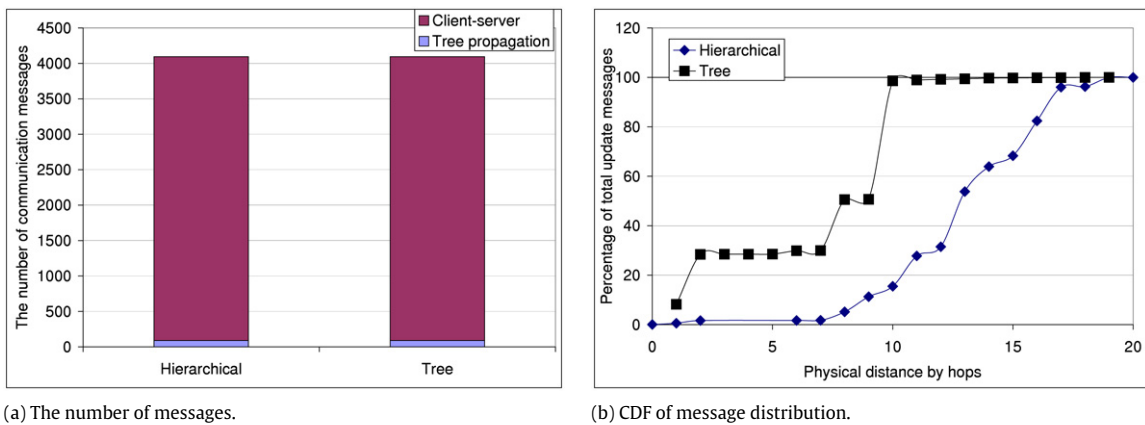 4500
4000
3500
3000
2500
2000
1500
1000
500
0
The number of communication messages
Client-server
Tree propagation
Hierarchical
Tree
(a) The number of messages.
120
100
80
60
40
20
0
Percentage of total update messages
Hierarchical
Tree
0 5 10 15 20
Physical distance by hops
(b) CDF of message distribution.